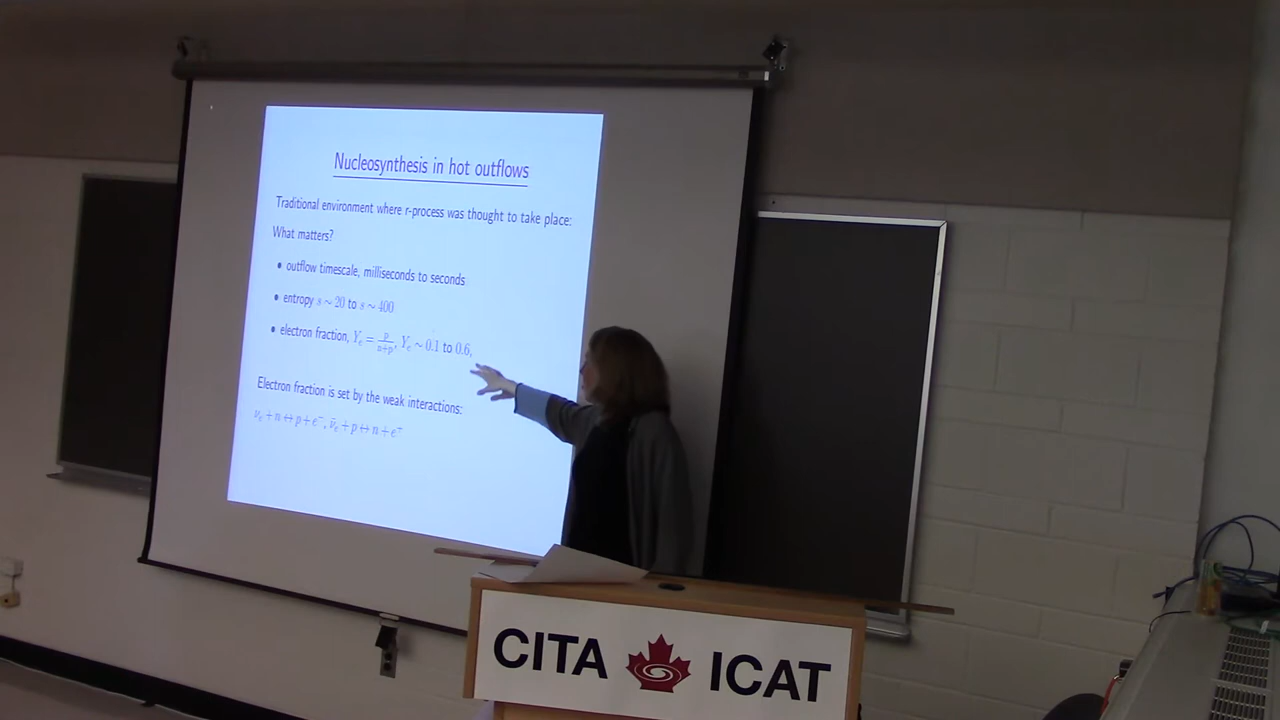 Nucleosynthesis in hot outflows
Traditional environment where r-process was thought to take place:
What matters?
• outflow timescale, milliseconds to seconds
• entropy s ∼ 20 to s ∼ 400
• electron fraction, Y_e = p/(n+p), Y_e ∼ 0.1 to 0.6,
Electron fraction is set by the weak interactions:
ν_e + n ↔ p + e⁻, ν̄_e + p ↔ n + e⁺
CITA ICAT